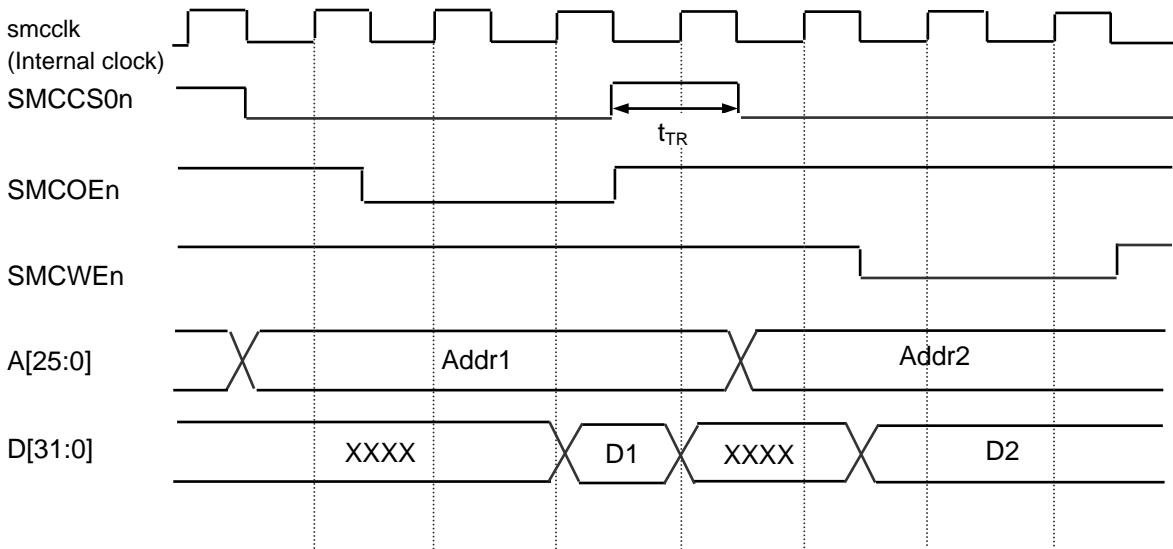 smcclk
(Internal clock)
SMCCS0n
tTR
SMCOEn
SMCWEn
A[25:0]
Addr1
Addr2
D[31:0]
XXXX
D1
XXXX
D2